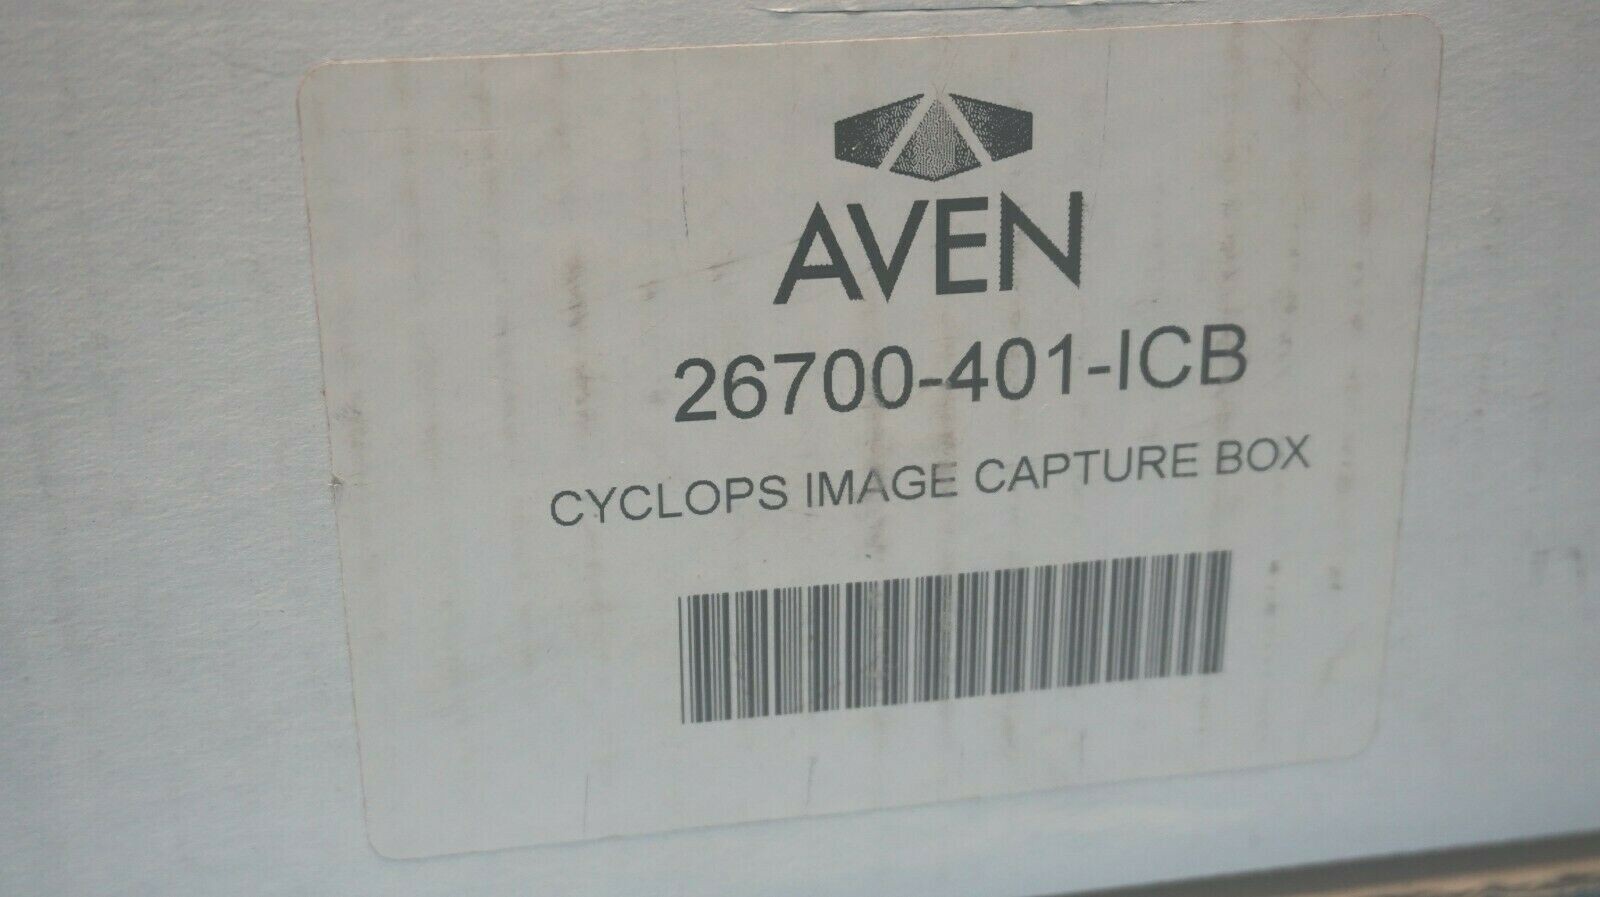 AVEN
26700-401-ICB
CYCLOPS IMAGE CAPTURE BOX